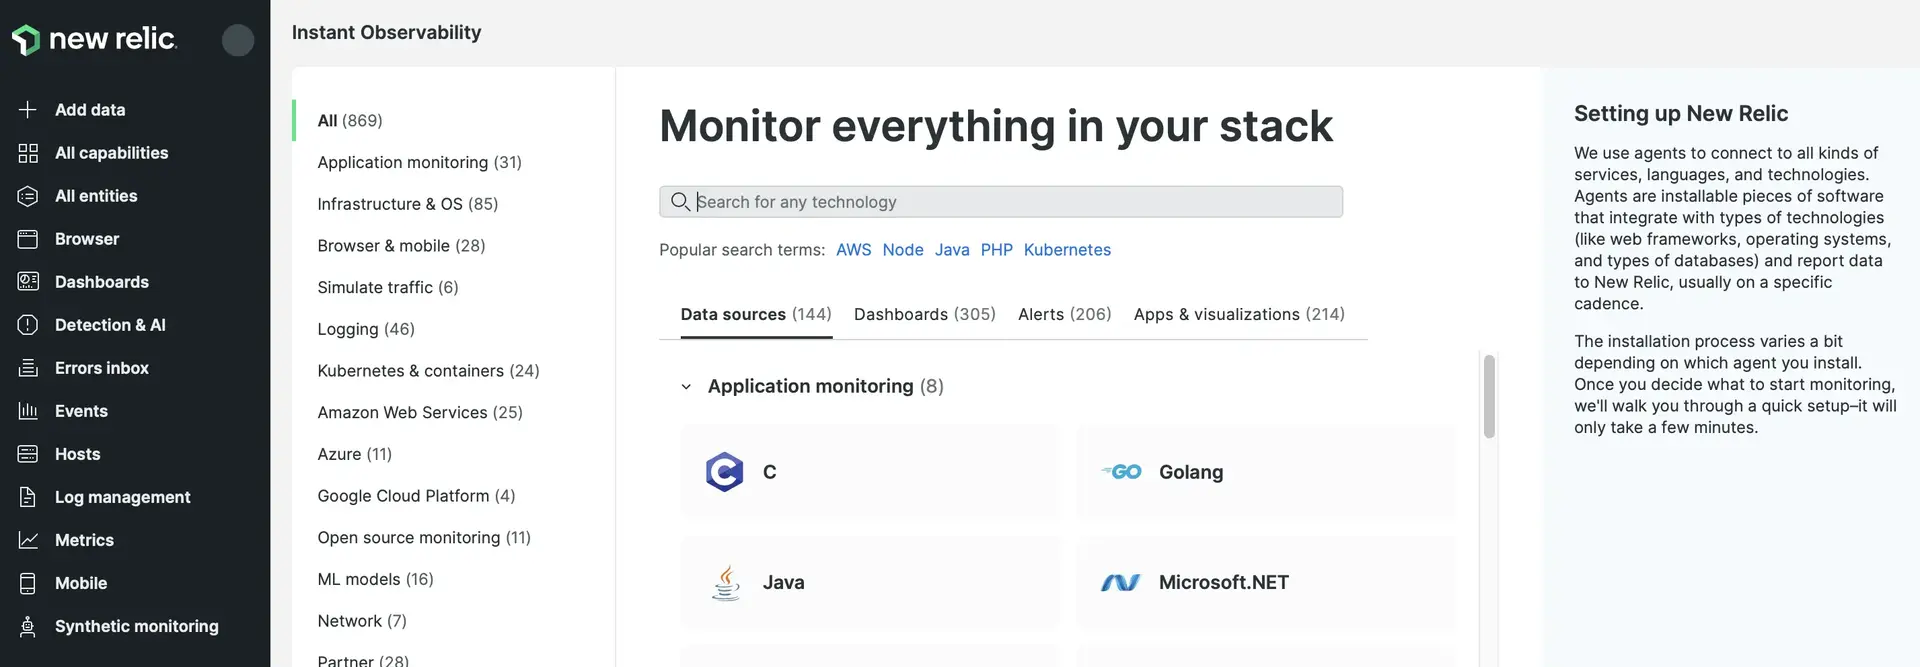 new relic.
Add data
All capabilities
All entities
Browser
Dashboards
Detection & AI
Errors inbox
Events
Hosts
Log management
Metrics
Mobile
Synthetic monitoring
Instant Observability
All (869)
Application monitoring (31)
Infrastructure & OS (85)
Browser & mobile (28)
Simulate traffic (6)
Logging (46)
Kubernetes & containers (24)
Amazon Web Services (25)
Azure (11)
Google Cloud Platform (4)
Open source monitoring (11)
ML models (16)
Network (7)
Partner (28)
Monitor everything in your stack
Search for any technology
Popular search terms: AWS Node Java PHP Kubernetes
Data sources (144) Dashboards (305) Alerts (206) Apps & visualizations (214)
Application monitoring (8)
C
GO Golang
Java
Microsoft.NET
Setting up New Relic
We use agents to connect to all kinds of
services, languages, and technologies.
Agents are installable pieces of software
that integrate with types of technologies
(like web frameworks, operating systems,
and types of databases) and report data
to New Relic, usually on a specific
cadence.
The installation process varies a bit
depending on which agent you install.
Once you decide what to start monitoring,
we'll walk you through a quick setup–it will
only take a few minutes.